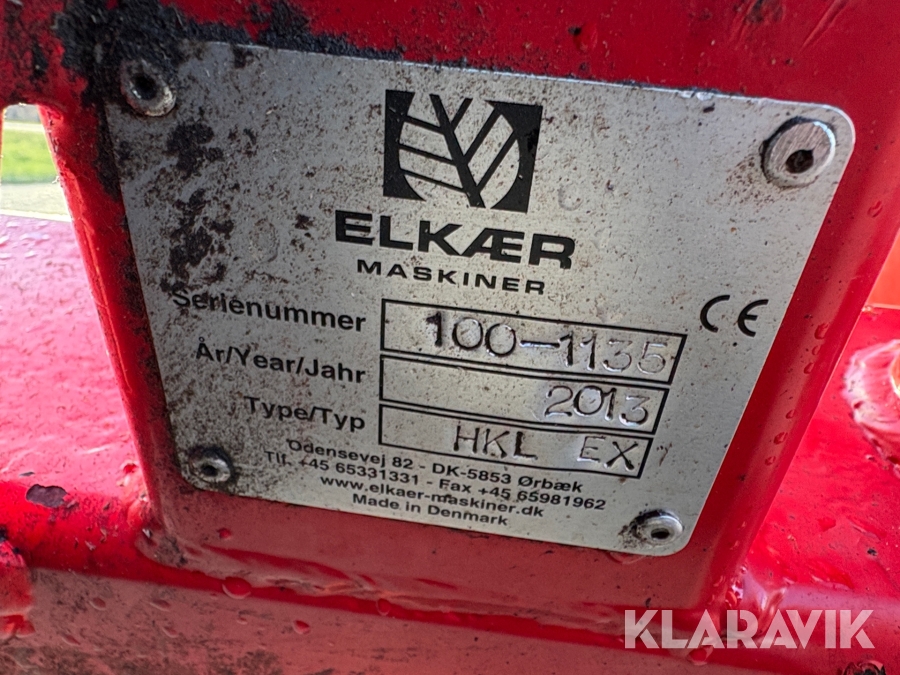 ELKÆR
MASKINER
Serienummer 100-1135
År/Year/Jahr 2013
Type/Typ HKL EX
CE
Odensevej 82 - DK-5853 Ørbæk
Tlf. +45 65331331 - Fax +45 65981962
www.elkaer-maskiner.dk
Made in Denmark
KLARAVIK